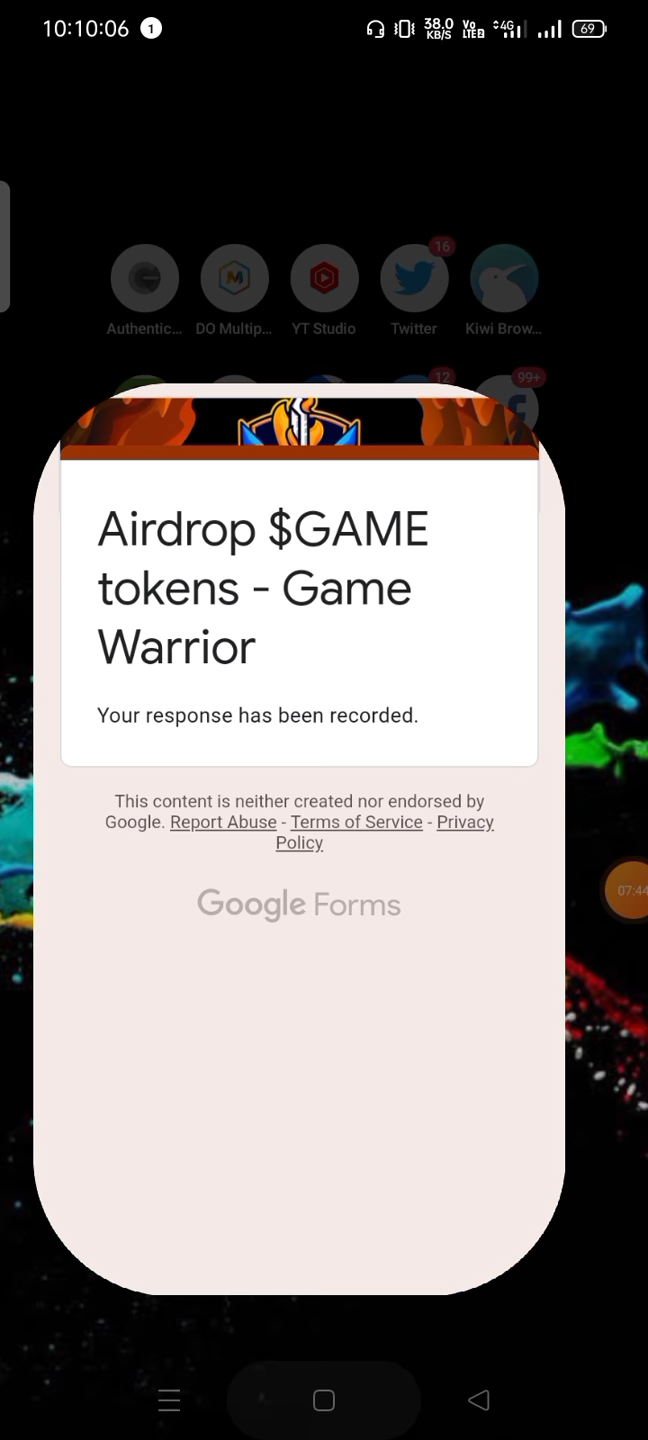 10:10:06 1 38.0 KB/S Vo LTE2 4G 69
16
Authentic... DO Multip... YT Studio Twitter Kiwi Brow...
12 99+
Airdrop $GAME
tokens - Game
Warrior
Your response has been recorded.
This content is neither created nor endorsed by
Google. Report Abuse - Terms of Service - Privacy
Policy
Google Forms
07:44